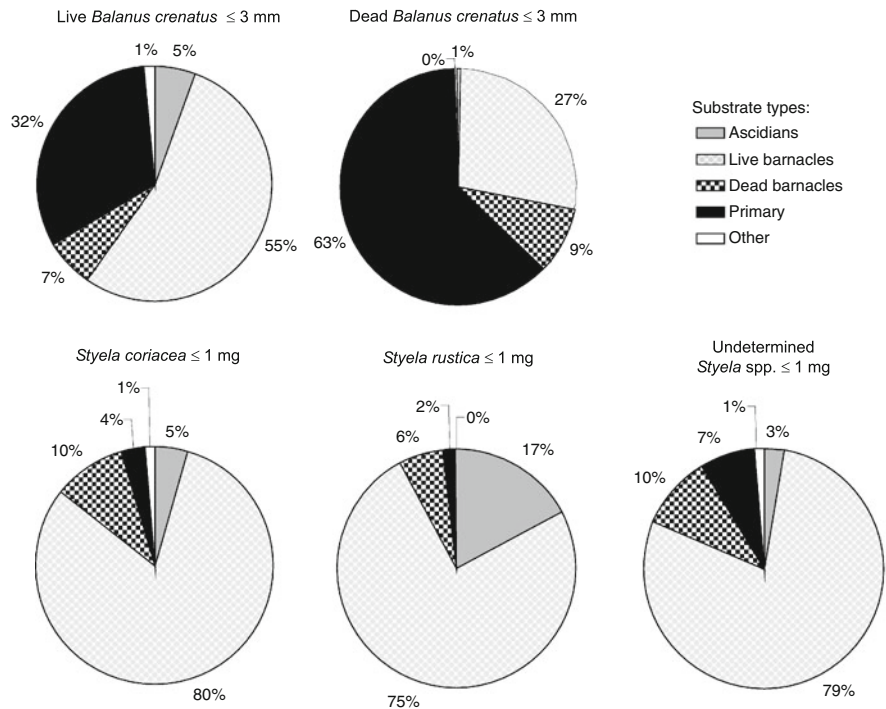 Live Balanus crenatus ≤ 3 mm
1%
5%
32%
55%
7%
Dead Balanus crenatus ≤ 3 mm
0%
1%
27%
63%
9%
Substrate types:
Ascidians
Live barnacles
Dead barnacles
Primary
Other
Styela coriacea ≤ 1 mg
1%
4%
5%
10%
80%
Styela rustica ≤ 1 mg
2%
0%
6%
17%
75%
Undetermined
Styela spp. ≤ 1 mg
1%
7%
3%
10%
79%